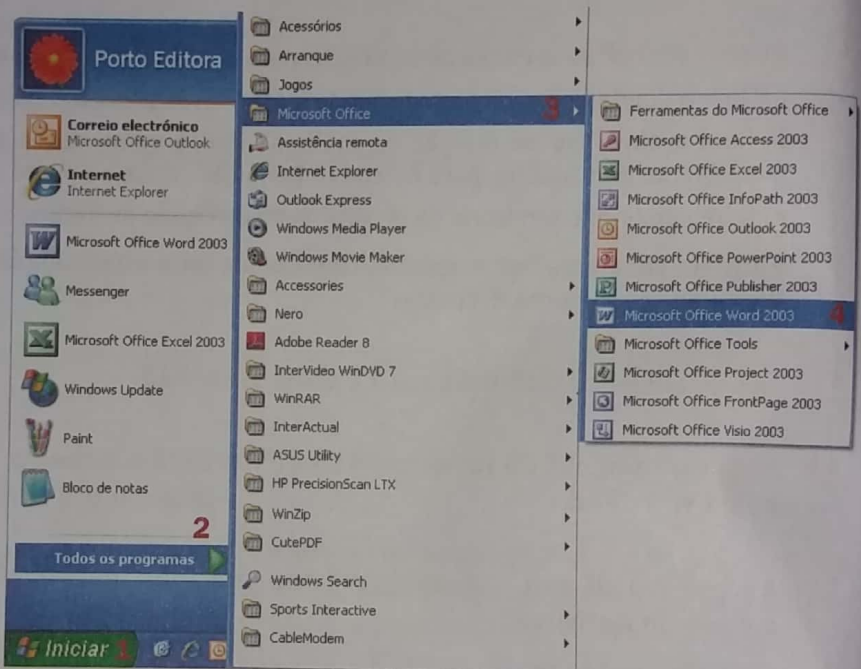 Porto Editora
Correio electrónico
Microsoft Office Outlook
Internet
Internet Explorer
Microsoft Office Word 2003
Messenger
Microsoft Office Excel 2003
Windows Update
Paint
Bloco de notas
2
Todos os programas
Iniciar 1
Acessórios
Arranque
Jogos
Microsoft Office 3
Assistência remota
Internet Explorer
Outlook Express
Windows Media Player
Windows Movie Maker
Accessories
Nero
Adobe Reader 8
InterVideo WinDVD 7
WinRAR
InterActual
ASUS Utility
HP PrecisionScan LTX
WinZip
CutePDF
Windows Search
Sports Interactive
CableModem
Ferramentas do Microsoft Office
Microsoft Office Access 2003
Microsoft Office Excel 2003
Microsoft Office InfoPath 2003
Microsoft Office Outlook 2003
Microsoft Office PowerPoint 2003
Microsoft Office Publisher 2003
Microsoft Office Word 2003 4
Microsoft Office Tools
Microsoft Office Project 2003
Microsoft Office FrontPage 2003
Microsoft Office Visio 2003